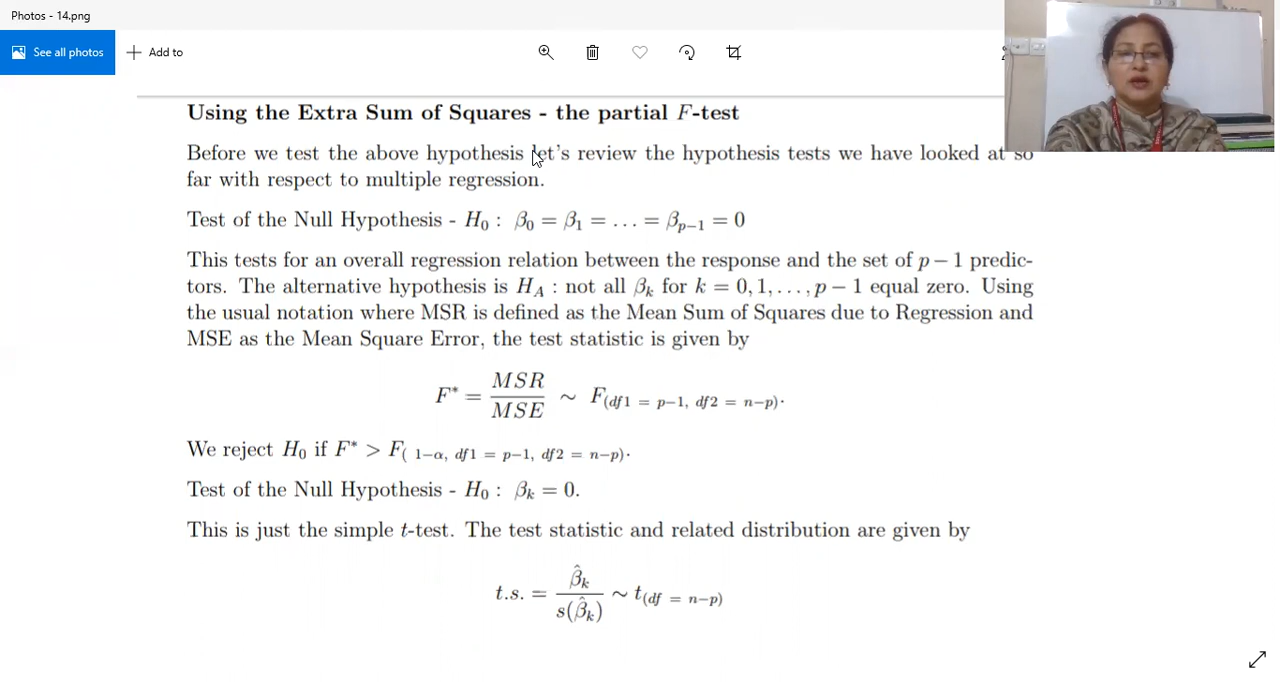 Photos - 14.png
See all photos
Add to
Using the Extra Sum of Squares - the partial F-test
Before we test the above hypothesis let's review the hypothesis tests we have looked at so
far with respect to multiple regression.
Test of the Null Hypothesis - H₀ : β₀ = β₁ = … = βₚ₋₁ = 0
This tests for an overall regression relation between the response and the set of p − 1 predic-
tors. The alternative hypothesis is H_A : not all βₖ for k = 0, 1, …, p − 1 equal zero. Using
the usual notation where MSR is defined as the Mean Sum of Squares due to Regression and
MSE as the Mean Square Error, the test statistic is given by
F* = MSR / MSE ~ F(df1 = p−1, df2 = n−p).
We reject H₀ if F* > F( 1−α, df1 = p−1, df2 = n−p).
Test of the Null Hypothesis - H₀ : βₖ = 0.
This is just the simple t-test. The test statistic and related distribution are given by
t.s. = β̂ₖ / s(β̂ₖ) ~ t(df = n−p)